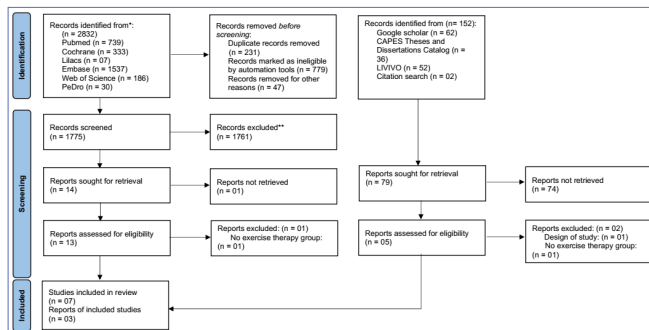 Identification
Records identified from*:
(n = 2832)
Pubmed (n = 739)
Cochrane (n = 333)
Lilacs (n = 07)
Embase (n = 1537)
Web of Science (n = 186)
PeDro (n = 30)
Records removed before
screening:
Duplicate records removed
(n = 231)
Records marked as ineligible
by automation tools (n = 779)
Records removed for other
reasons (n = 47)
Records identified from (n= 152):
Google scholar (n = 62)
CAPES Theses and
Dissertations Catalog (n =
36)
LIVIVO (n = 52)
Citation search (n = 02)
Screening
Records screened
(n = 1775)
Records excluded**
(n = 1761)
Reports sought for retrieval
(n = 14)
Reports not retrieved
(n = 01)
Reports sought for retrieval
(n = 79)
Reports not retrieved
(n = 74)
Reports assessed for eligibility
(n = 13)
Reports excluded: (n = 01)
No exercise therapy group:
(n = 01)
Reports assessed for eligibility
(n = 05)
Reports excluded: (n = 02)
Design of study: (n = 01)
No exercise therapy group:
(n = 01)
Included
Studies included in review
(n = 07)
Reports of included studies
(n = 03)